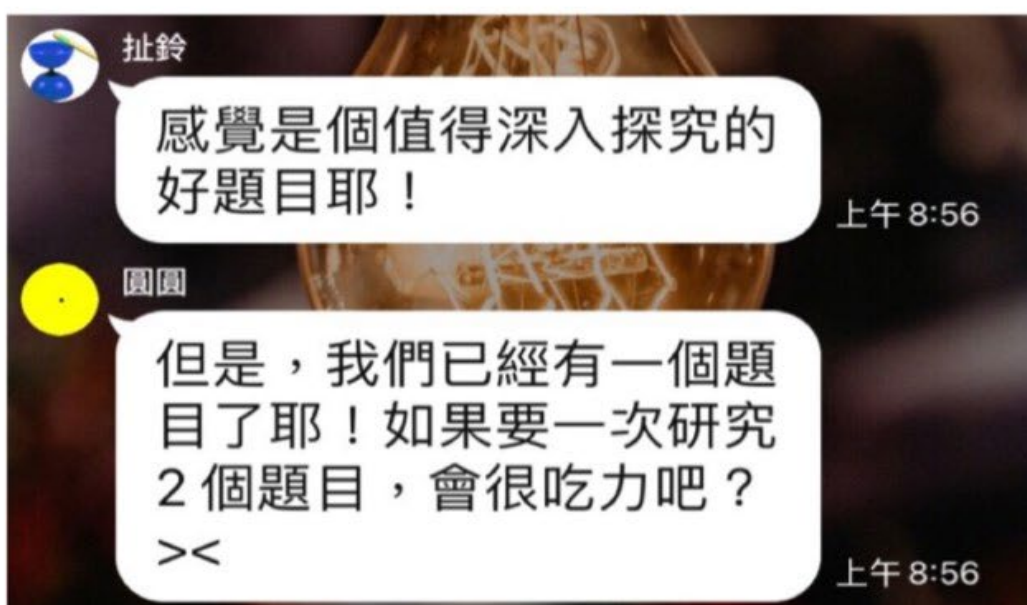 扯鈴
感覺是個值得深入探究的
好題目耶！
上午 8:56
圓圓
但是，我們已經有一個題
目了耶！如果要一次研究
2 個題目，會很吃力吧？
><
上午 8:56